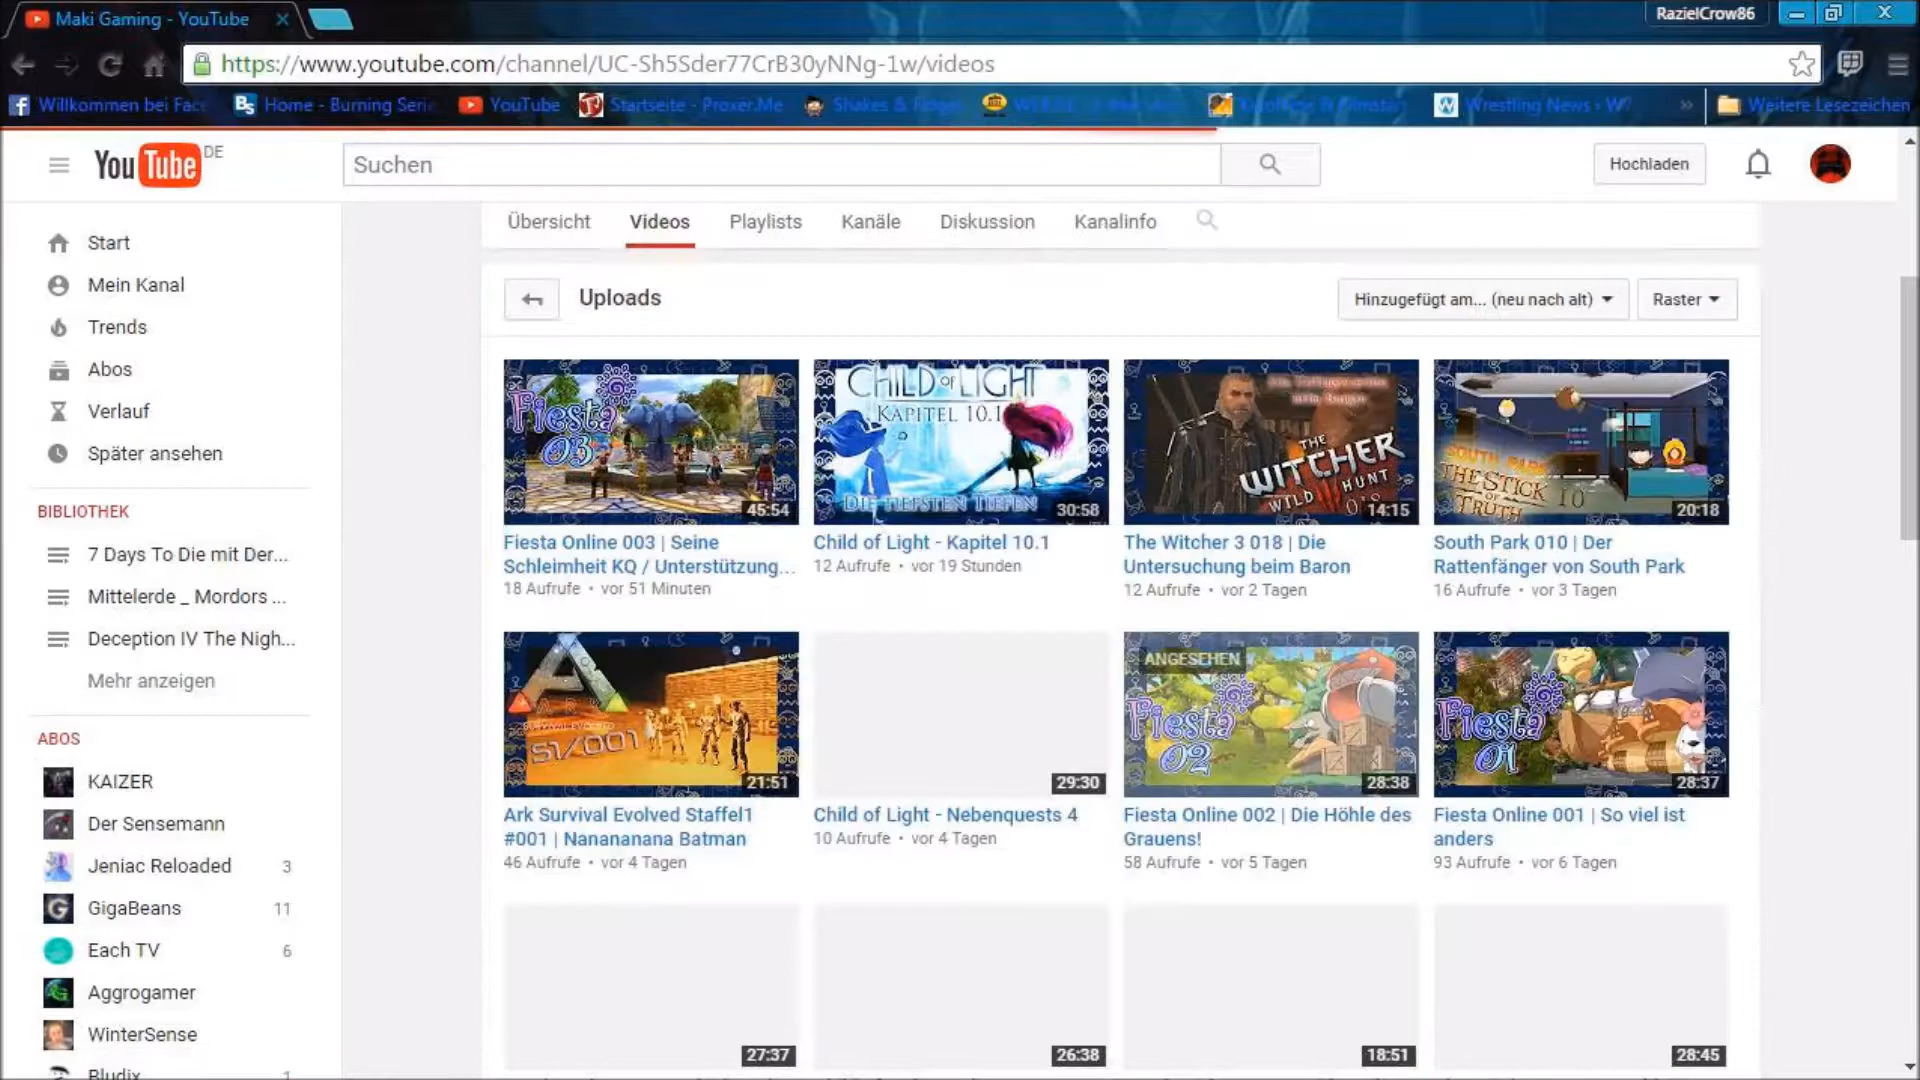 Maki Gaming - YouTube
RazielCrow86
https://www.youtube.com/channel/UC-Sh5Sder77CrB30yNNg-1w/videos
Willkommen bei Face
Home - Burning Serie
YouTube
Startseite - Proxer.Me
Shakes & Fidget
Wrestling News › W
Weitere Lesezeichen
YouTube DE
Suchen
Hochladen
Übersicht
Videos
Playlists
Kanäle
Diskussion
Kanalinfo
Start
Mein Kanal
Trends
Abos
Verlauf
Später ansehen
BIBLIOTHEK
7 Days To Die mit Der...
Mittelerde _ Mordors ...
Deception IV The Nigh...
Mehr anzeigen
ABOS
KAIZER
Der Sensemann
Jeniac Reloaded 3
GigaBeans 11
Each TV 6
Aggrogamer
WinterSense
Bludix 1
Uploads
Hinzugefügt am... (neu nach alt)
Raster
Fiesta
03
45:54
Fiesta Online 003 | Seine
Schleimheit KQ / Unterstützung...
18 Aufrufe • vor 51 Minuten
CHILD OF LIGHT
KAPITEL 10.1
DIE TIEFSTEN TIEFEN
30:58
Child of Light - Kapitel 10.1
12 Aufrufe • vor 19 Stunden
THE
WITCHER
WILD HUNT
018
14:15
The Witcher 3 018 | Die
Untersuchung beim Baron
12 Aufrufe • vor 2 Tagen
SOUTH PARK
THE STICK 10
OF
TRUTH
20:18
South Park 010 | Der
Rattenfänger von South Park
16 Aufrufe • vor 3 Tagen
ARK
SURVIVAL EVOLVED
S1/001
21:51
Ark Survival Evolved Staffel1
#001 | Nanananana Batman
46 Aufrufe • vor 4 Tagen
29:30
Child of Light - Nebenquests 4
10 Aufrufe • vor 4 Tagen
ANGESEHEN
Fiesta
02
28:38
Fiesta Online 002 | Die Höhle des
Grauens!
58 Aufrufe • vor 5 Tagen
Fiesta
01
28:37
Fiesta Online 001 | So viel ist
anders
93 Aufrufe • vor 6 Tagen
27:37
26:38
18:51
28:45